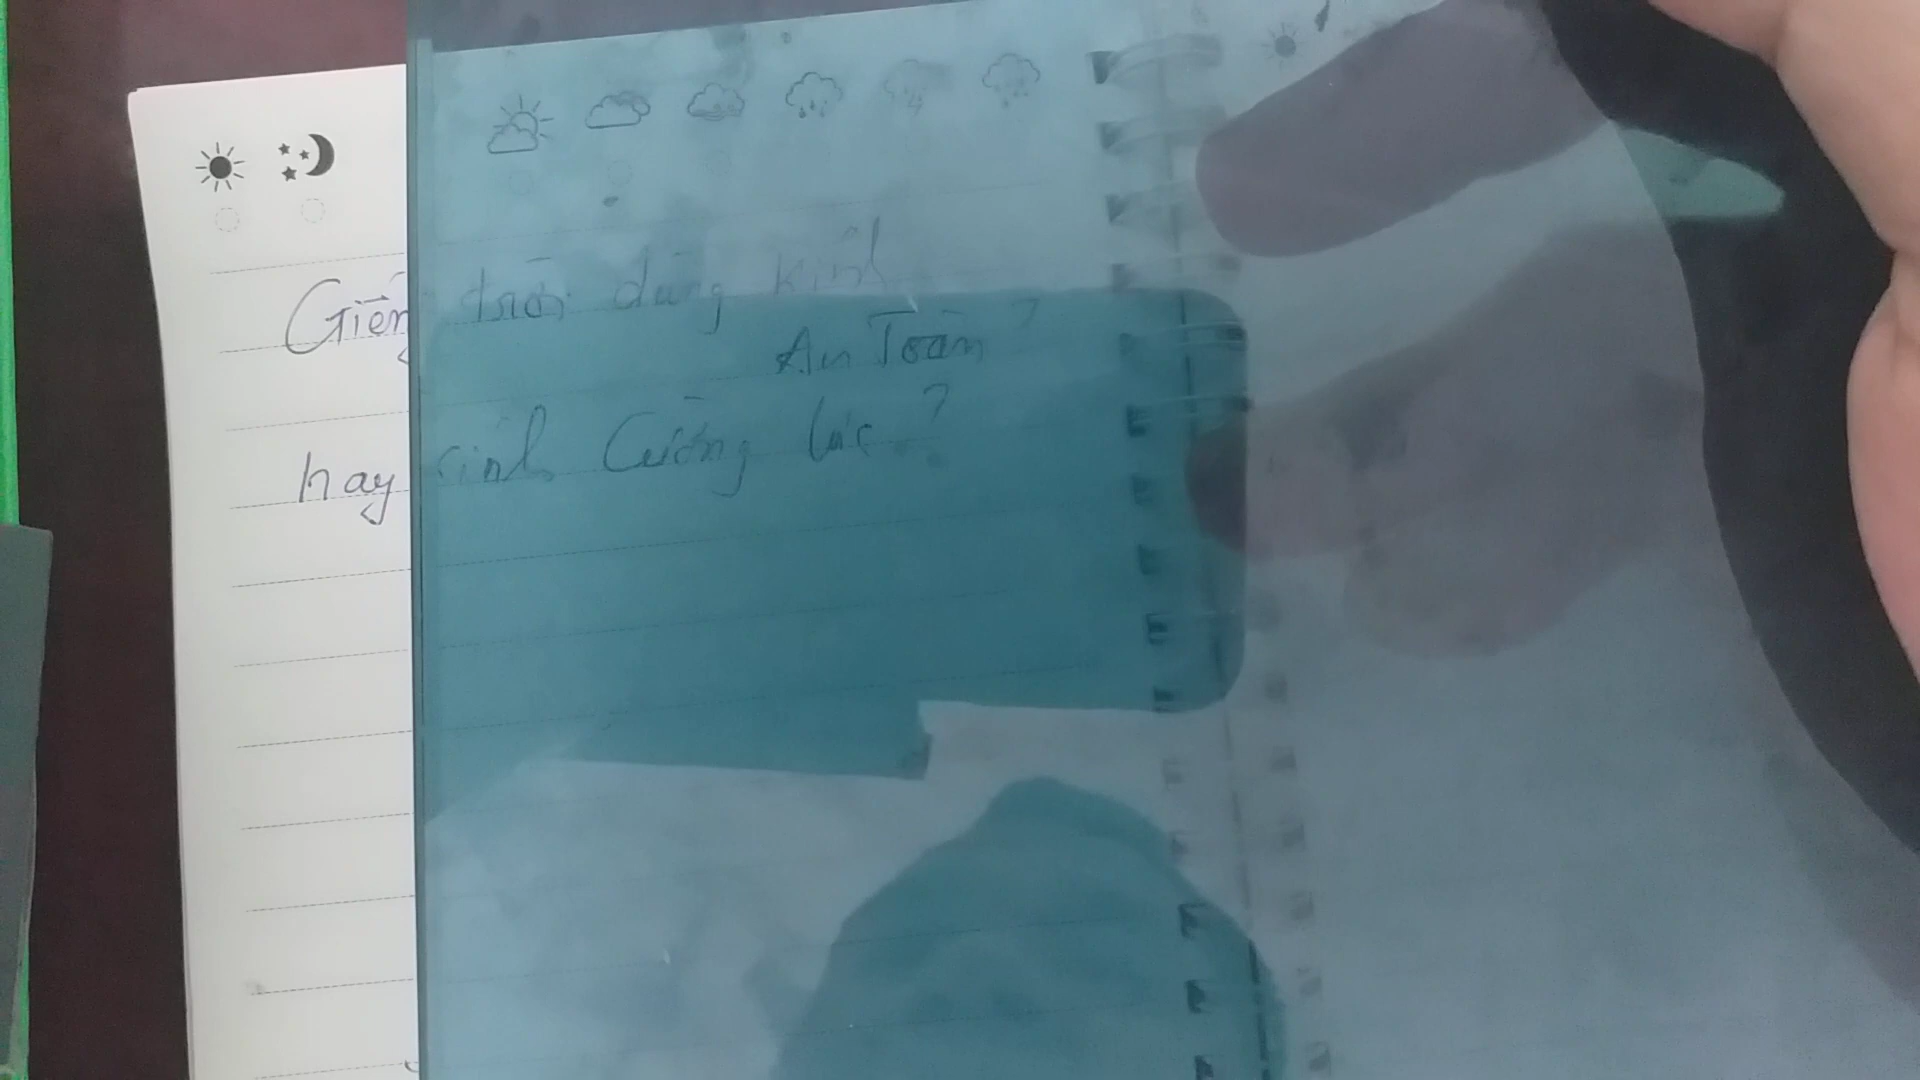 Giếng trời dùng kính
An Toàn ?
hay kính Cường lực ?